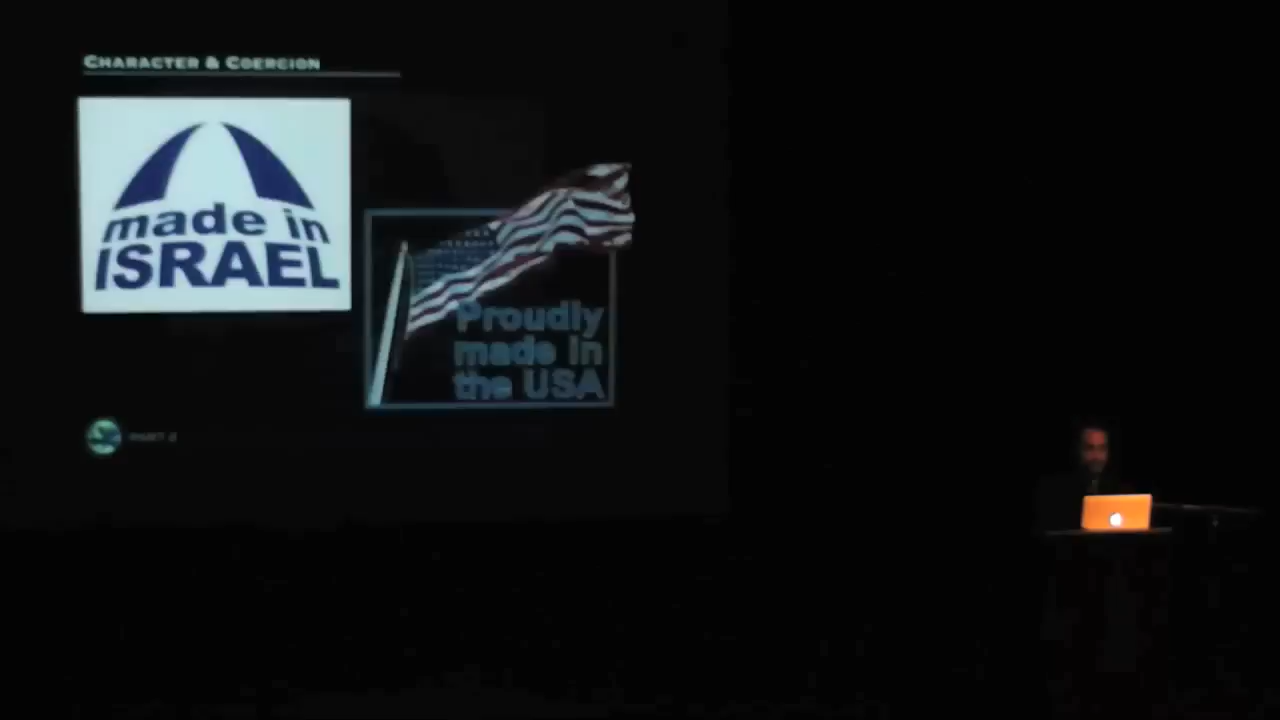 CHARACTER & COERCION
made in
ISRAEL
Proudly
made in
the USA